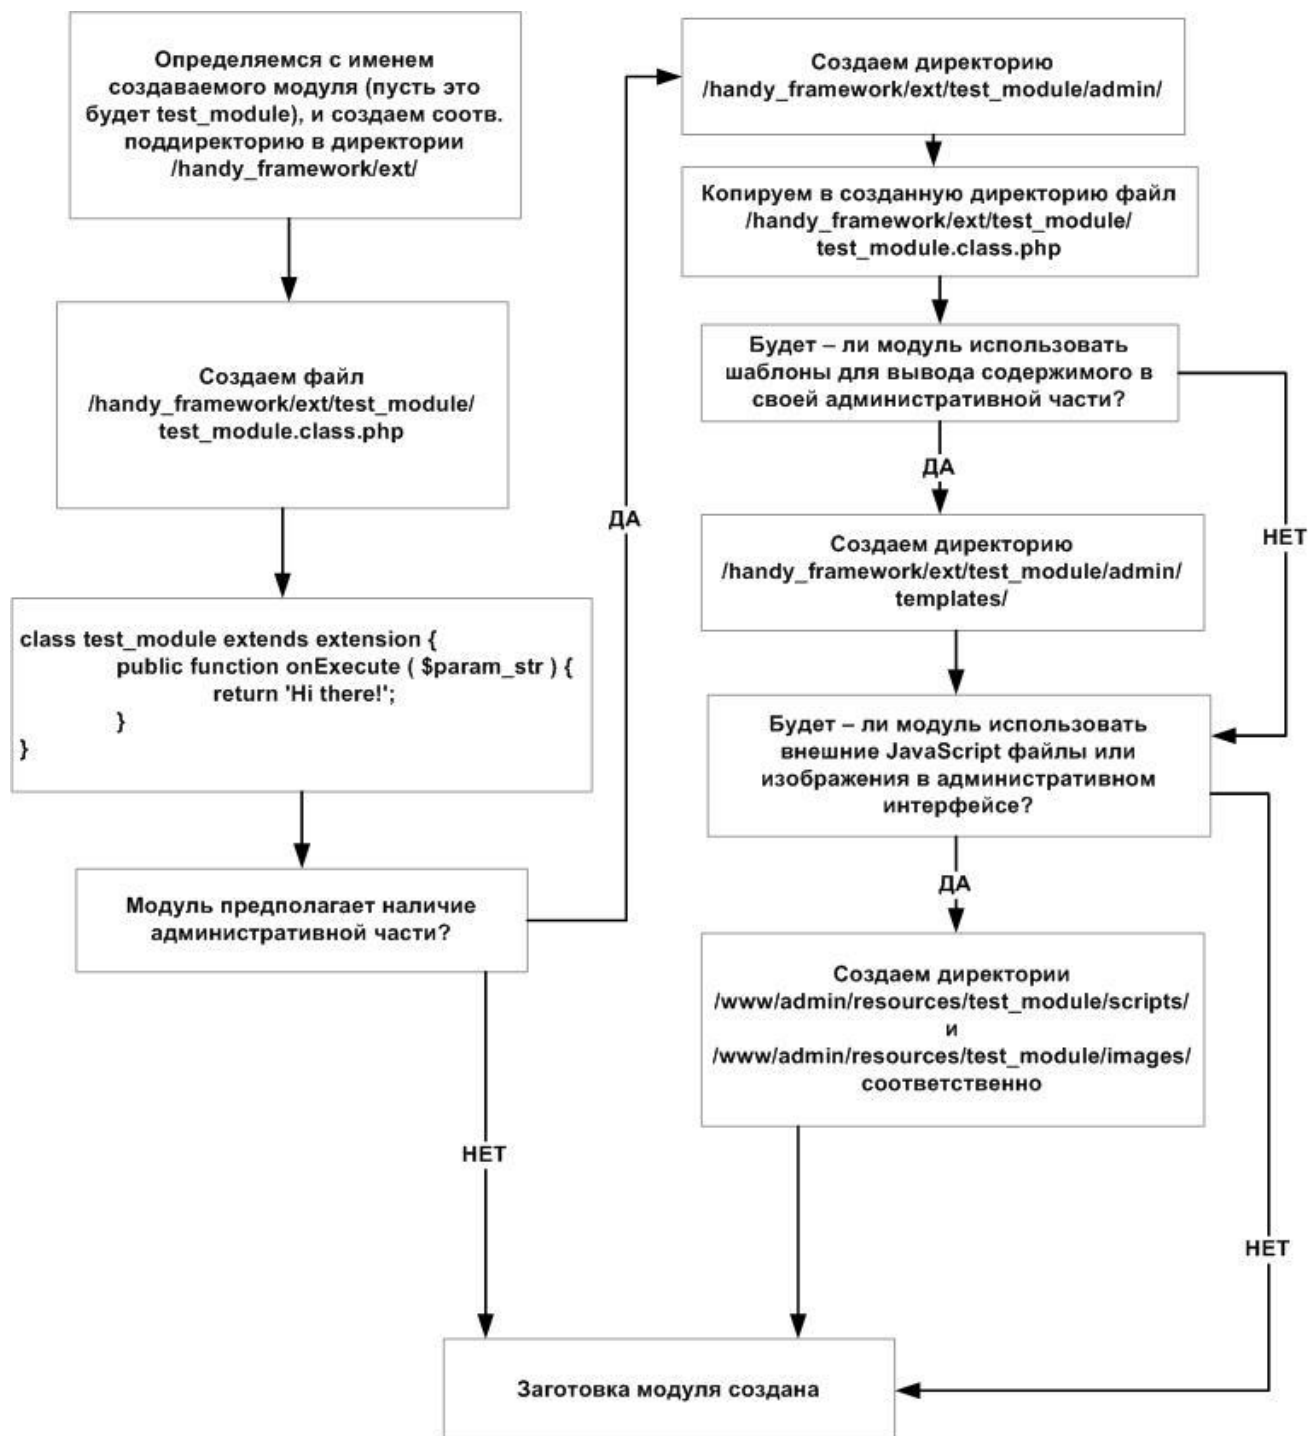 Определяемся с именем
создаваемого модуля (пусть это
будет test_module), и создаем соотв.
поддиректорию в директории
/handy_framework/ext/
Создаем файл
/handy_framework/ext/test_module/
test_module.class.php
class test_module extends extension {
public function onExecute ( $param_str ) {
return 'Hi there!';
}
}
Модуль предполагает наличие
административной части?
ДА
НЕТ
Создаем директорию
/handy_framework/ext/test_module/admin/
Копируем в созданную директорию файл
/handy_framework/ext/test_module/
test_module.class.php
Будет – ли модуль использовать
шаблоны для вывода содержимого в
своей административной части?
ДА
НЕТ
Создаем директорию
/handy_framework/ext/test_module/admin/
templates/
Будет – ли модуль использовать
внешние JavaScript файлы или
изображения в административном
интерфейсе?
ДА
НЕТ
Создаем директории
/www/admin/resources/test_module/scripts/
и
/www/admin/resources/test_module/images/
соответственно
Заготовка модуля создана